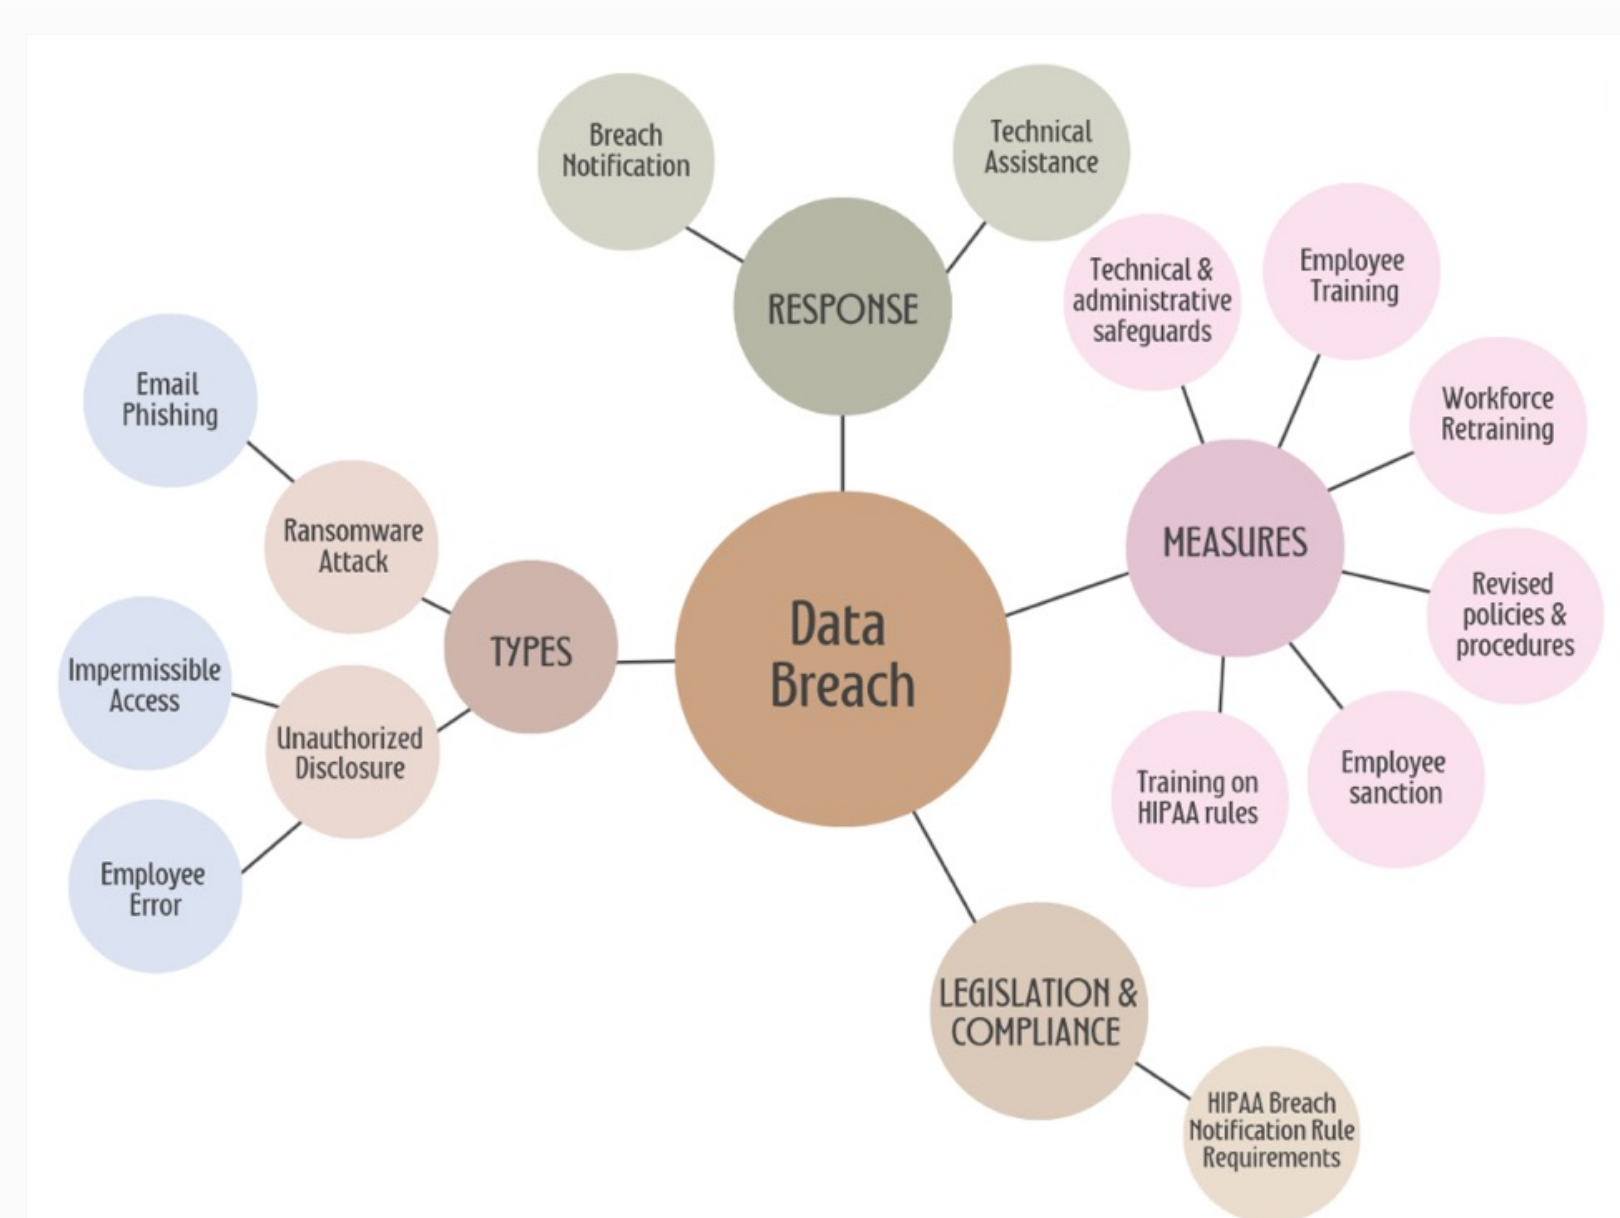 Breach
Notification
Technical
Assistance
RESPONSE
Technical &
administrative
safeguards
Employee
Training
Workforce
Retraining
MEASURES
Revised
policies &
procedures
Employee
sanction
Training on
HIPAA rules
Email
Phishing
Ransomware
Attack
TYPES
Impermissible
Access
Unauthorized
Disclosure
Employee
Error
Data
Breach
LEGISLATION &
COMPLIANCE
HIPAA Breach
Notification Rule
Requirements